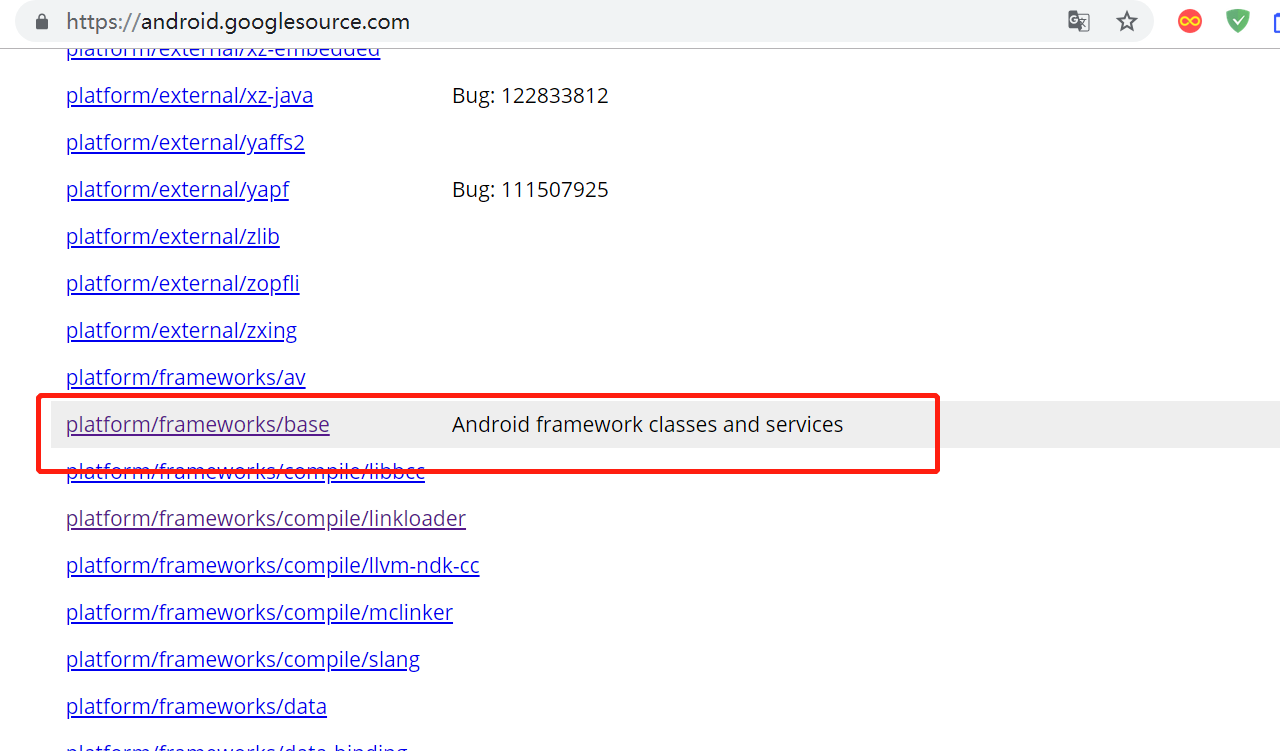 https://android.googlesource.com
platform/external/xz-embedded
platform/external/xz-java Bug: 122833812
platform/external/yaffs2
platform/external/yapf Bug: 111507925
platform/external/zlib
platform/external/zopfli
platform/external/zxing
platform/frameworks/av
platform/frameworks/base Android framework classes and services
platform/frameworks/compile/libbcc
platform/frameworks/compile/linkloader
platform/frameworks/compile/llvm-ndk-cc
platform/frameworks/compile/mclinker
platform/frameworks/compile/slang
platform/frameworks/data
platform/frameworks/data-binding